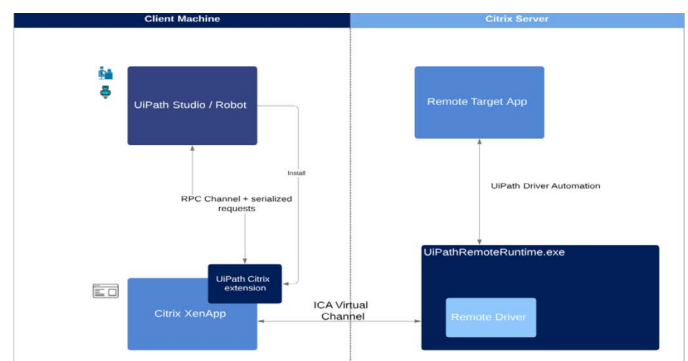 Client Machine
Citrix Server
UiPath Studio / Robot
Remote Target App
Install
UiPath Driver Automation
RPC Channel + serialized
requests
UiPathRemoteRuntime.exe
UiPath Citrix
extension
Citrix XenApp
ICA Virtual
Channel
Remote Driver